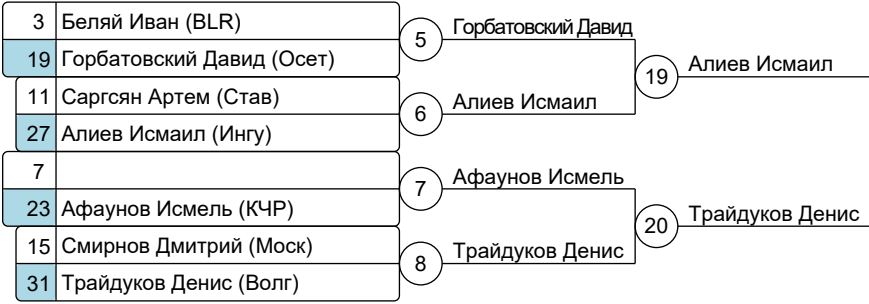 3 Беляй Иван (BLR)
19 Горбатовский Давид (Осет)
5 Горбатовский Давид
11 Саргсян Артем (Став)
27 Алиев Исмаил (Ингу)
6 Алиев Исмаил
19 Алиев Исмаил
7
23 Афаунов Исмель (КЧР)
7 Афаунов Исмель
15 Смирнов Дмитрий (Моск)
31 Трайдуков Денис (Волг)
8 Трайдуков Денис
20 Трайдуков Денис